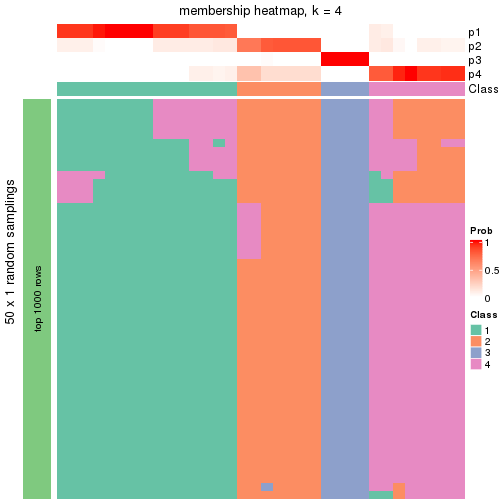 membership heatmap, k = 4
p1
p2
p3
p4
Class
50 x 1 random samplings
top 1000 rows
Prob
1
0.5
0
Class
1
2
3
4